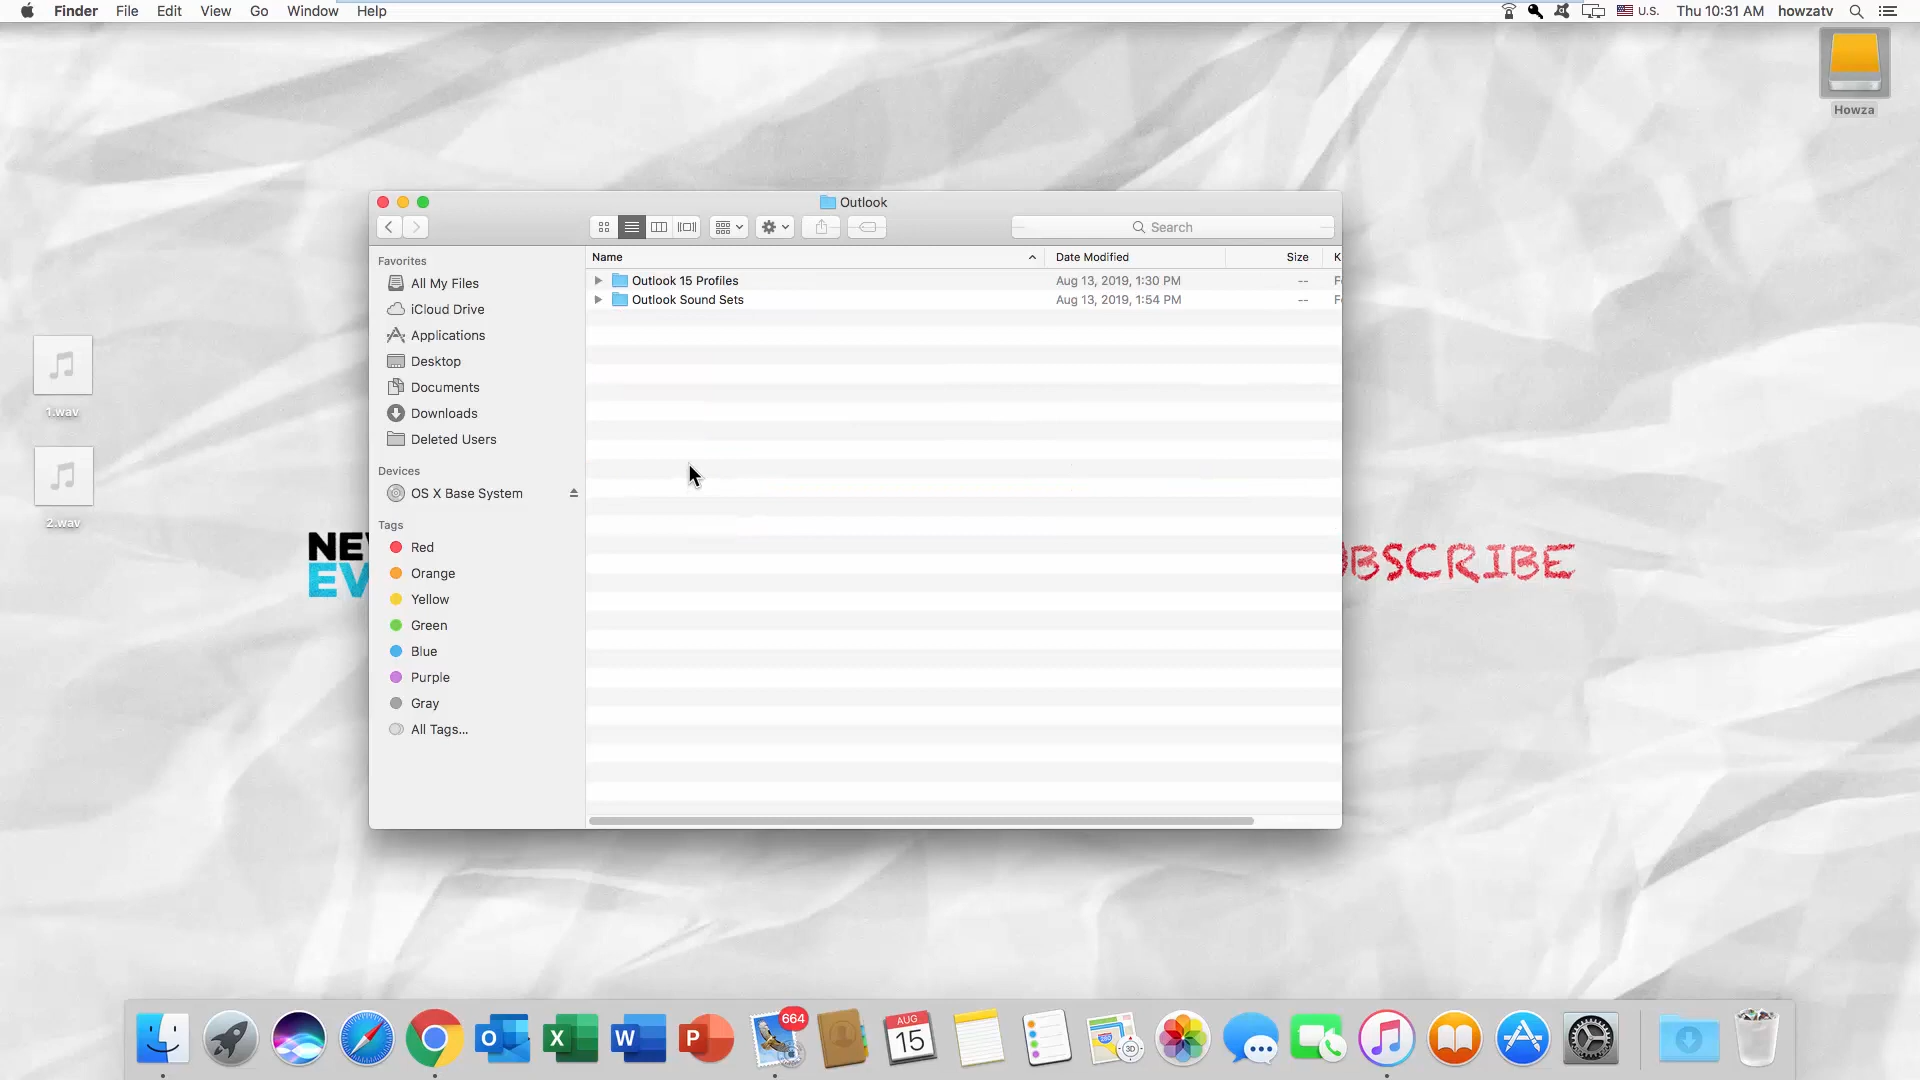 Finder File Edit View Go Window Help U.S. Thu 10:31 AM howzatv
Howza
Outlook
Search
Favorites
All My Files
iCloud Drive
Applications
Desktop
Documents
Downloads
Deleted Users
Devices
OS X Base System
Tags
Red
Orange
Yellow
Green
Blue
Purple
Gray
All Tags...
Name Date Modified Size K
Outlook 15 Profiles Aug 13, 2019, 1:30 PM -- F
Outlook Sound Sets Aug 13, 2019, 1:54 PM -- F
1.wav
2.wav
NE
EV
BSCRIBE
O
X
W
P
664
AUG
15
3D